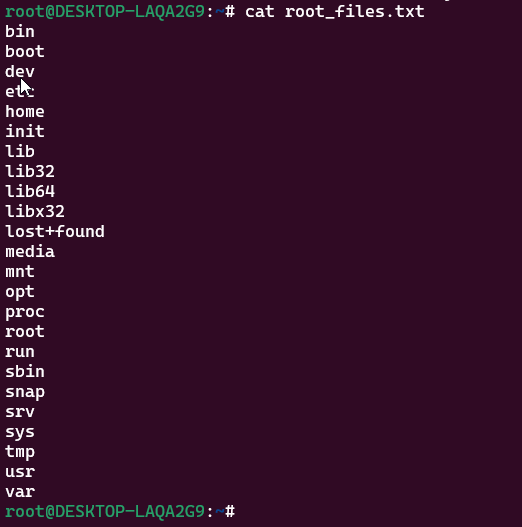 root@DESKTOP-LAQA2G9:~# cat root_files.txt
bin
boot
dev
etc
home
init
lib
lib32
lib64
libx32
lost+found
media
mnt
opt
proc
root
run
sbin
snap
srv
sys
tmp
usr
var
root@DESKTOP-LAQA2G9:~#